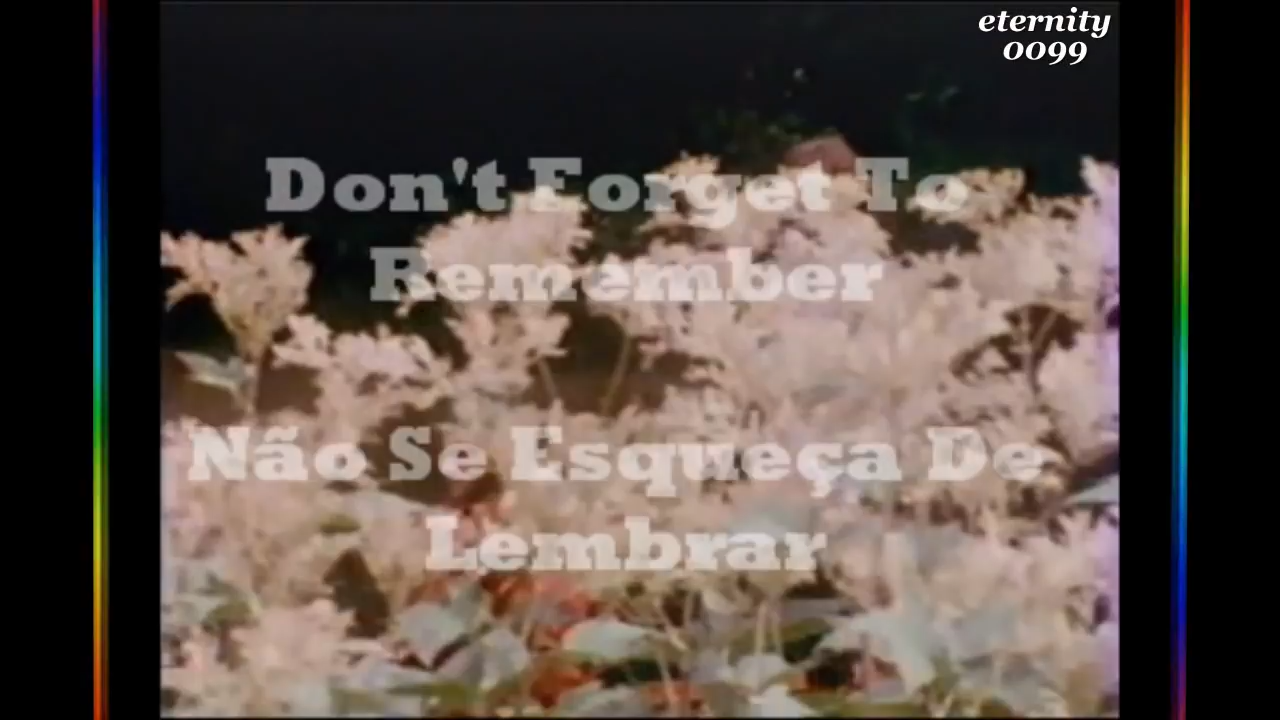 eternity
0099
Don't Forget To
Remember
Não Se Esqueça De
Lembrar